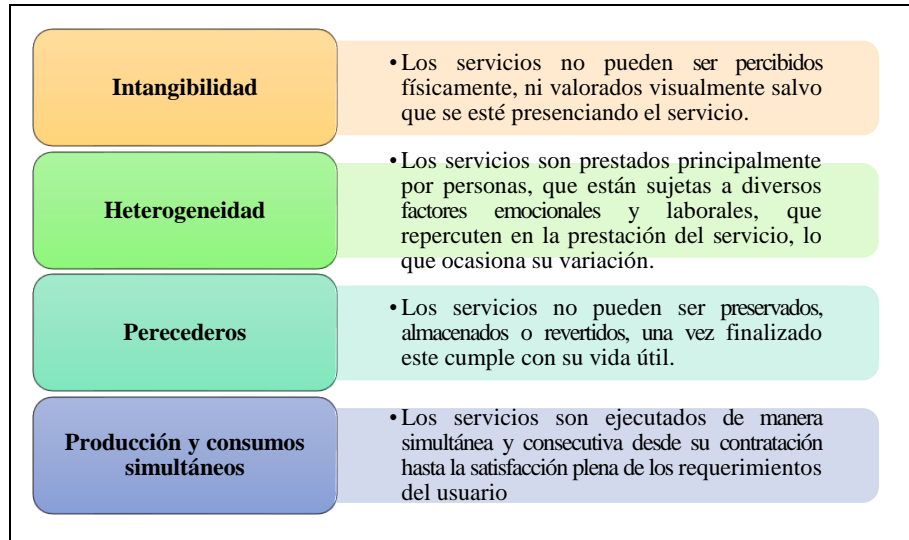 Intangibilidad
• Los servicios no pueden ser percibidos
físicamente, ni valorados visualmente salvo
que se esté presenciando el servicio.
Heterogeneidad
• Los servicios son prestados principalmente
por personas, que están sujetas a diversos
factores emocionales y laborales, que
repercuten en la prestación del servicio, lo
que ocasiona su variación.
Perecederos
• Los servicios no pueden ser preservados,
almacenados o revertidos, una vez finalizado
este cumple con su vida útil.
Producción y consumos
simultáneos
• Los servicios son ejecutados de manera
simultánea y consecutiva desde su contratación
hasta la satisfacción plena de los requerimientos
del usuario